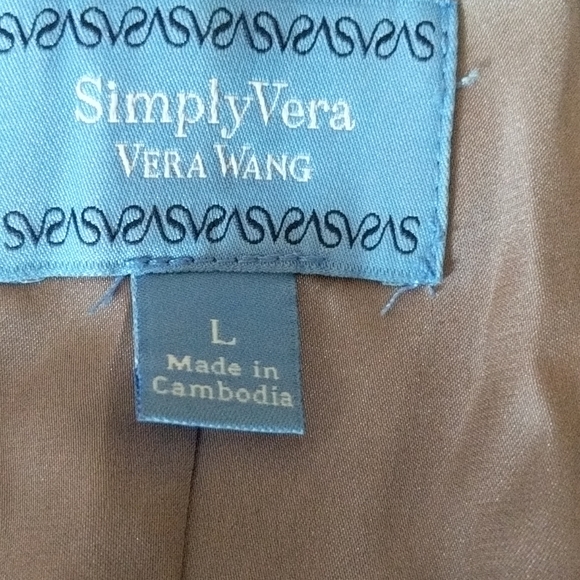 SimplyVera
VERA WANG
L
Made in
Cambodia